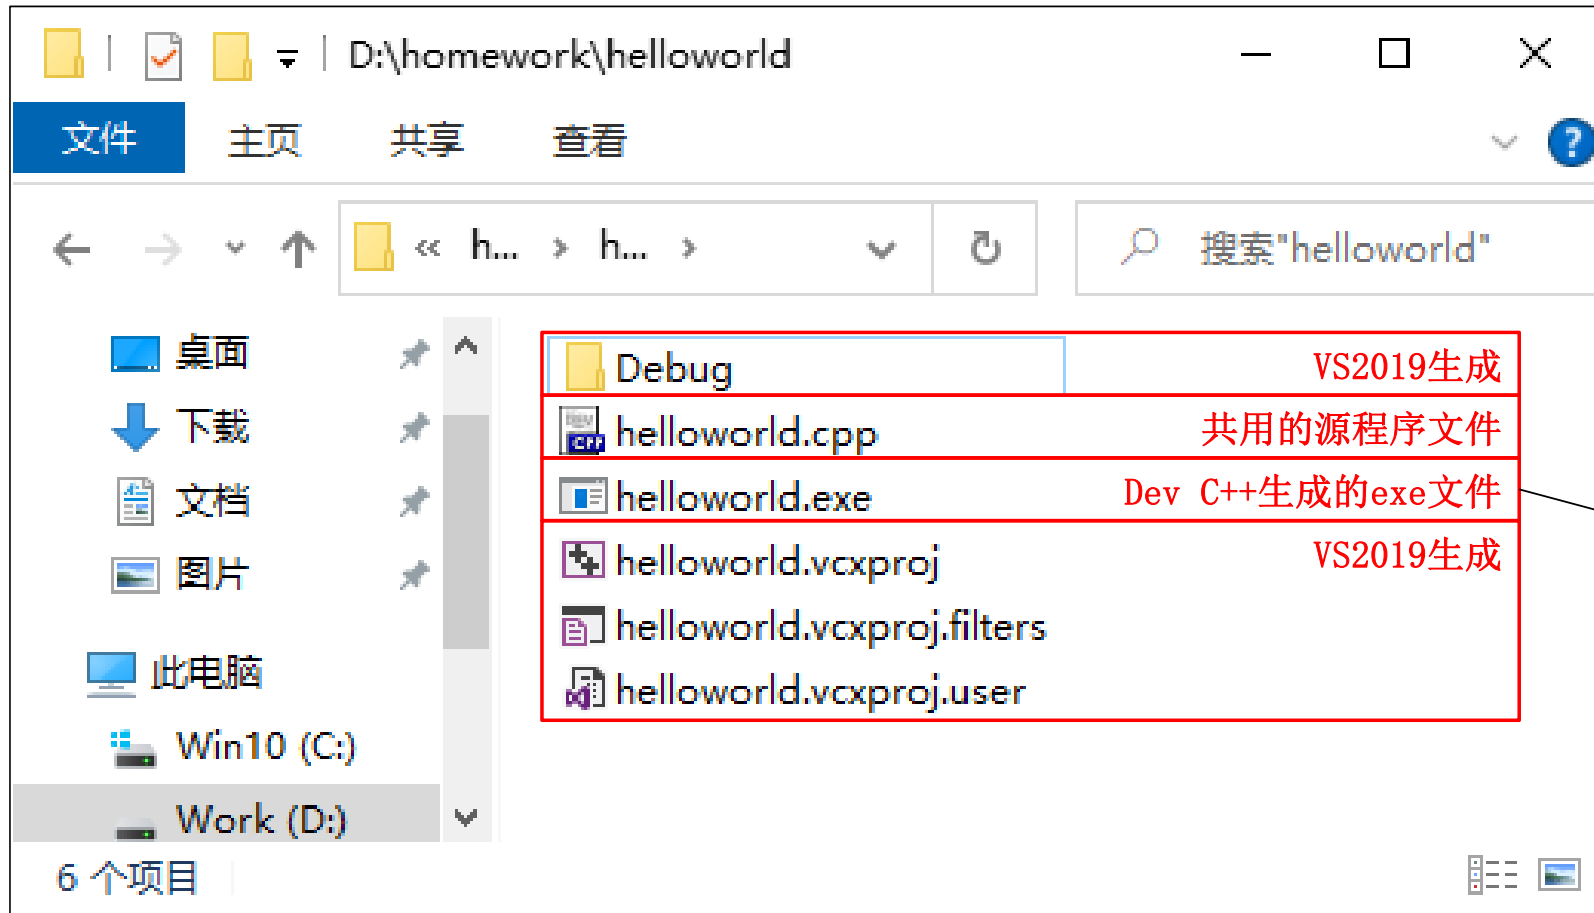 D:\homework\helloworld
文件 主页 共享 查看
« h... › h... › 搜索"helloworld"
桌面
下载
文档
图片
此电脑
Win10 (C:)
Work (D:)
Debug VS2019生成
helloworld.cpp 共用的源程序文件
helloworld.exe Dev C++生成的exe文件
helloworld.vcxproj VS2019生成
helloworld.vcxproj.filters
helloworld.vcxproj.user
6 个项目